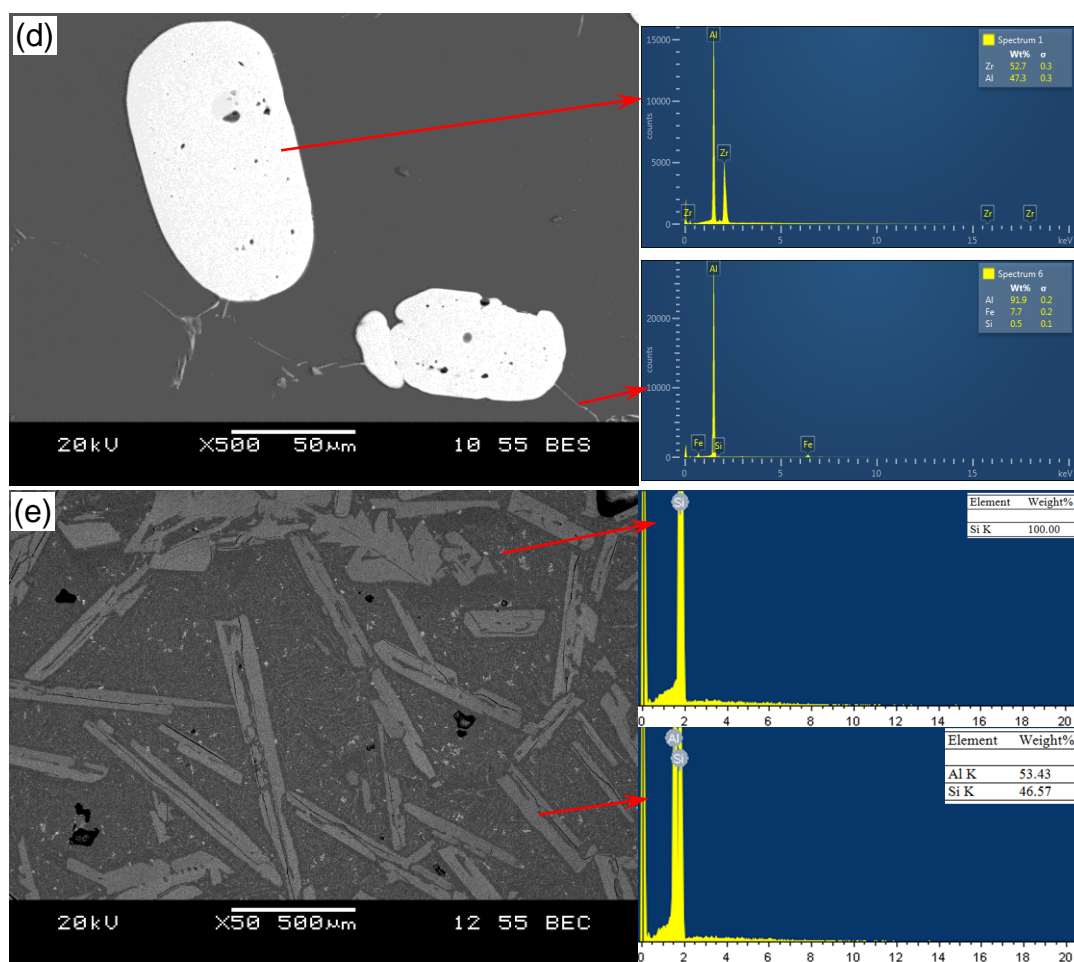 (d)
20kV X500 50µm 10 55 BES
Al
Zr
Zr
Zr
Zr
Spectrum 1
Wt% σ
Zr 52.7 0.3
Al 47.3 0.3
15000
10000
5000
0
counts
0 5 10 15 keV
Al
Fe
Si
Fe
Spectrum 6
Wt% σ
Al 91.9 0.2
Fe 7.7 0.2
Si 0.5 0.1
20000
10000
0
counts
0 5 10 15 keV
(e)
20kV X50 500µm 12 55 BEC
Si
Element Weight%
Si K 100.00
0 2 4 6 8 10 12 14 16 18 20
Al
Si
Element Weight%
Al K 53.43
Si K 46.57
0 2 4 6 8 10 12 14 16 18 20